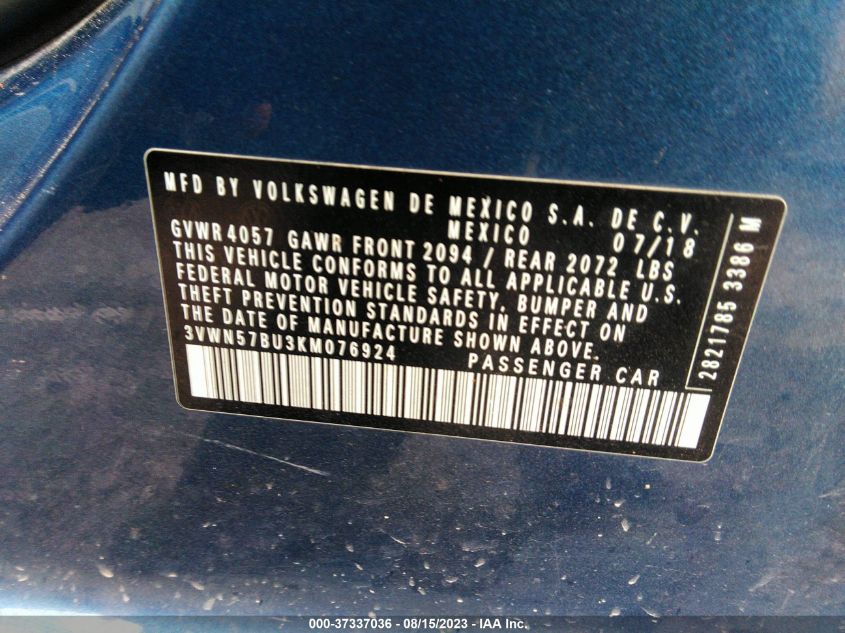 MFD BY VOLKSWAGEN DE MEXICO S.A. DE C.V.
MEXICO 07/18
GVWR 4057 GAWR FRONT 2094 / REAR 2072 LBS
THIS VEHICLE CONFORMS TO ALL APPLICABLE U.S.
FEDERAL MOTOR VEHICLE SAFETY, BUMPER AND
THEFT PREVENTION STANDARDS IN EFFECT ON
THE DATE OF MANUFACTURE SHOWN ABOVE.
3VWN57BU3KM076924 PASSENGER CAR
2821785 3386 M
000-37337036 - 08/15/2023 - IAA Inc.